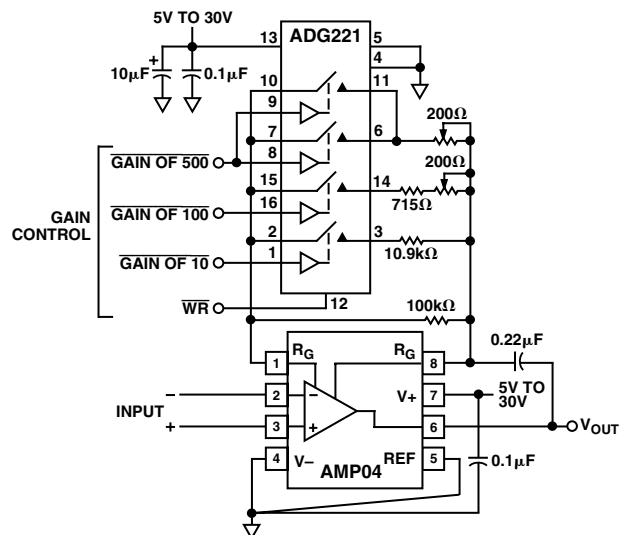 5V TO 30V
ADG221
13
5
4
10µF
+
0.1µF
10
11
9
200Ω
7
6
GAIN OF 500
8
200Ω
15
14
GAIN OF 100
16
715Ω
GAIN CONTROL
2
3
GAIN OF 10
1
10.9kΩ
WR
12
100kΩ
0.22µF
1
RG
RG
8
–
2
–
V+
7
5V TO 30V
INPUT
+
3
+
6
VOUT
4
V–
REF
5
0.1µF
AMP04